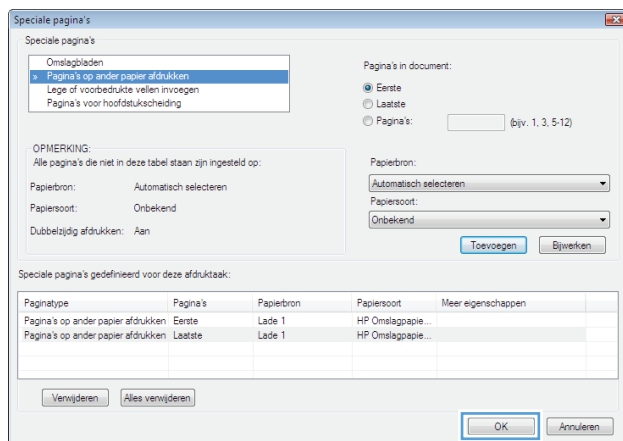 Speciale pagina's
Speciale pagina's
Omslagbladen
» Pagina's op ander papier afdrukken
Lege of voorbedrukte vellen invoegen
Pagina's voor hoofdstukscheiding
Pagina's in document:
Eerste
Laatste
Pagina's: (bijv. 1, 3, 5-12)
OPMERKING:
Alle pagina's die niet in deze tabel staan zijn ingesteld op:
Papierbron: Automatisch selecteren
Papiersoort: Onbekend
Dubbelzijdig afdrukken: Aan
Papierbron:
Automatisch selecteren
Papiersoort:
Onbekend
Toevoegen Bijwerken
Speciale pagina's gedefinieerd voor deze afdruktaak:
Paginatype Pagina's Papierbron Papiersoort Meer eigenschappen
Pagina's op ander papier afdrukken Eerste Lade 1 HP Omslagpapie...
Pagina's op ander papier afdrukken Laatste Lade 1 HP Omslagpapie...
Verwijderen Alles verwijderen
OK Annuleren